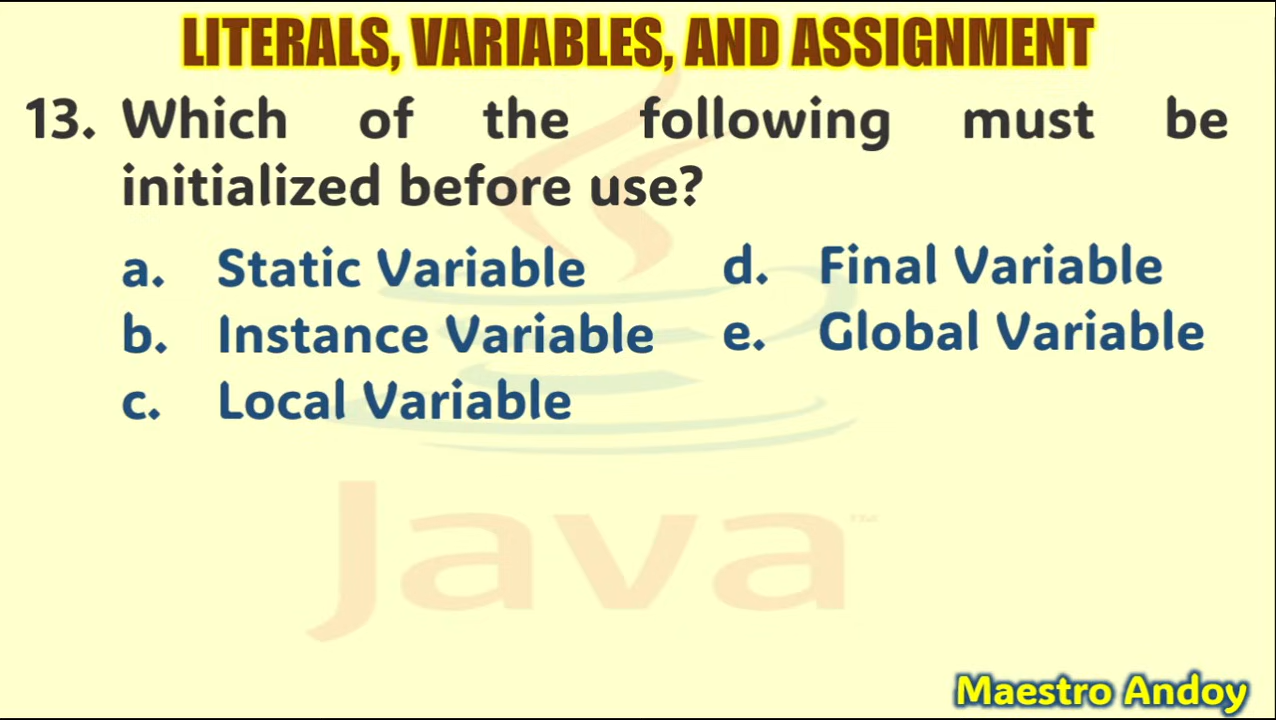 LITERALS, VARIABLES, AND ASSIGNMENT
13. Which of the following must be
initialized before use?
a. Static Variable
b. Instance Variable
c. Local Variable
d. Final Variable
e. Global Variable
Java™
Maestro Andoy